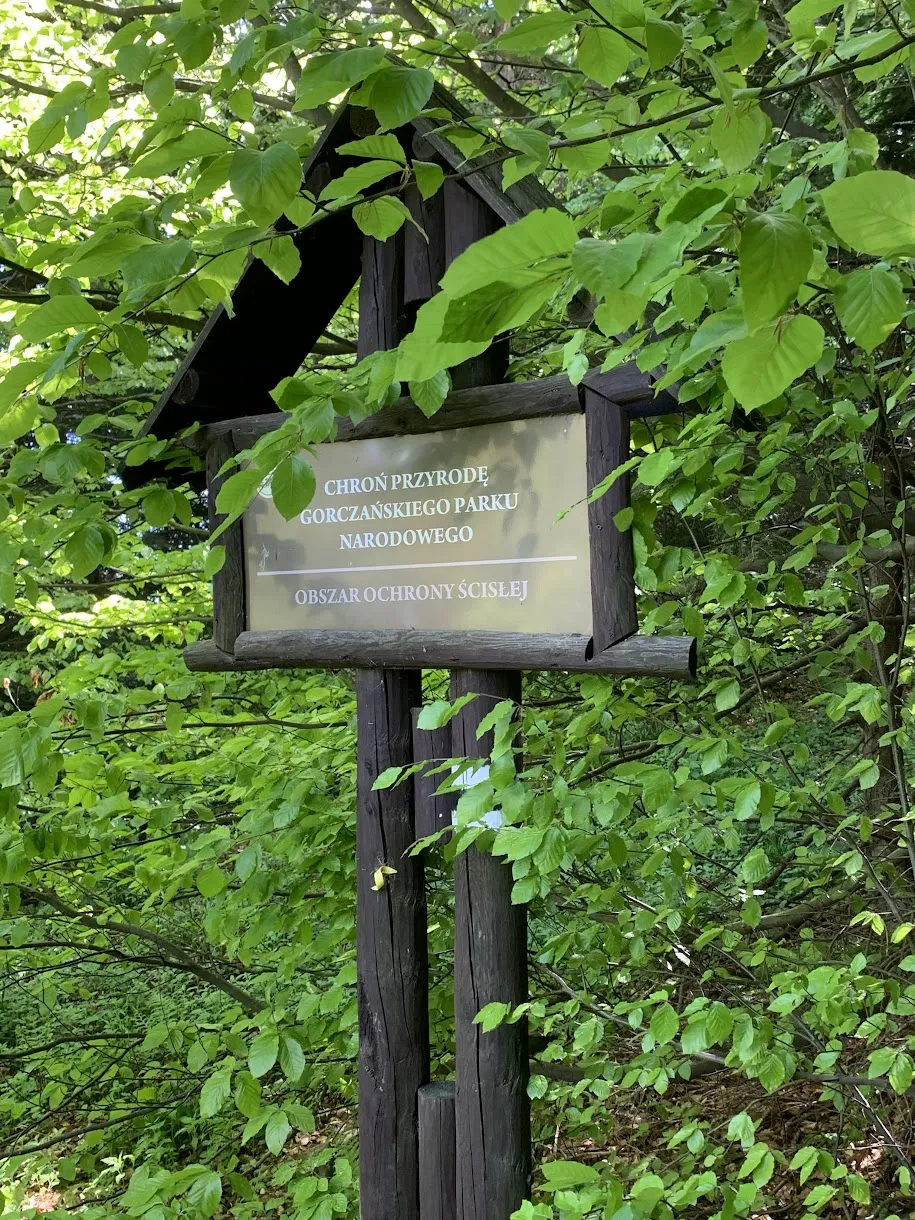 CHROŃ PRZYRODĘ
GORCZAŃSKIEGO PARKU
NARODOWEGO
OBSZAR OCHRONY ŚCISŁEJ